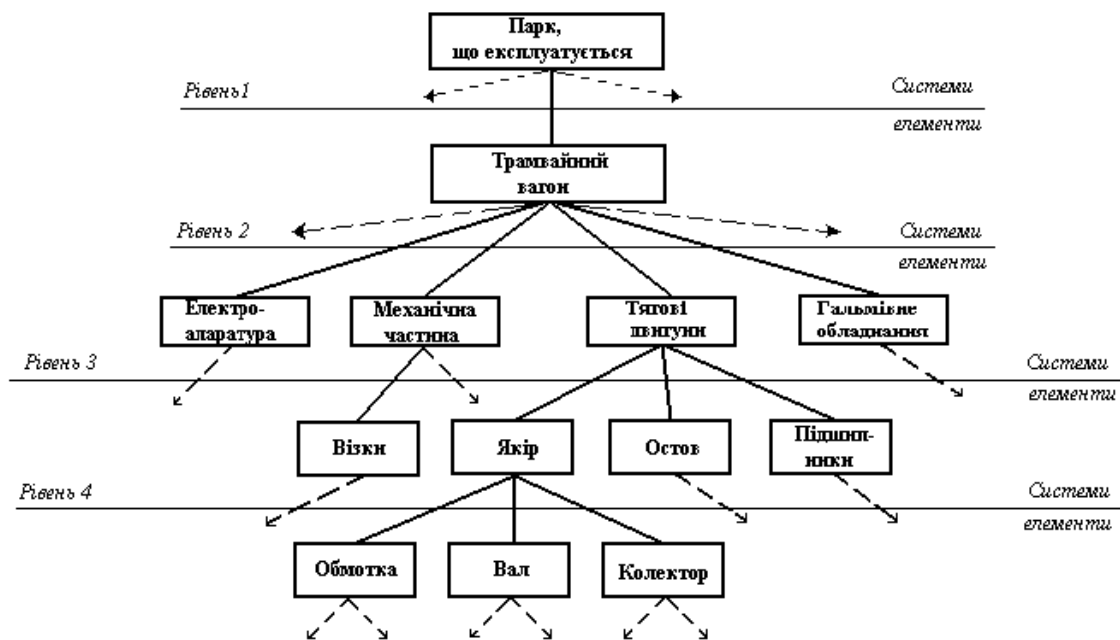 Парк,
що експлуатується
Рівень1
Системи
елементи
Трамвайний
вагон
Рівень 2
Системи
елементи
Електро-
апаратура
Механічна
частина
Тягові
двигуни
Гальмівне
обладнання
Рівень 3
Системи
елементи
Візки
Якір
Остов
Підшип-
ники
Рівень 4
Системи
елементи
Обмотка
Вал
Колектор